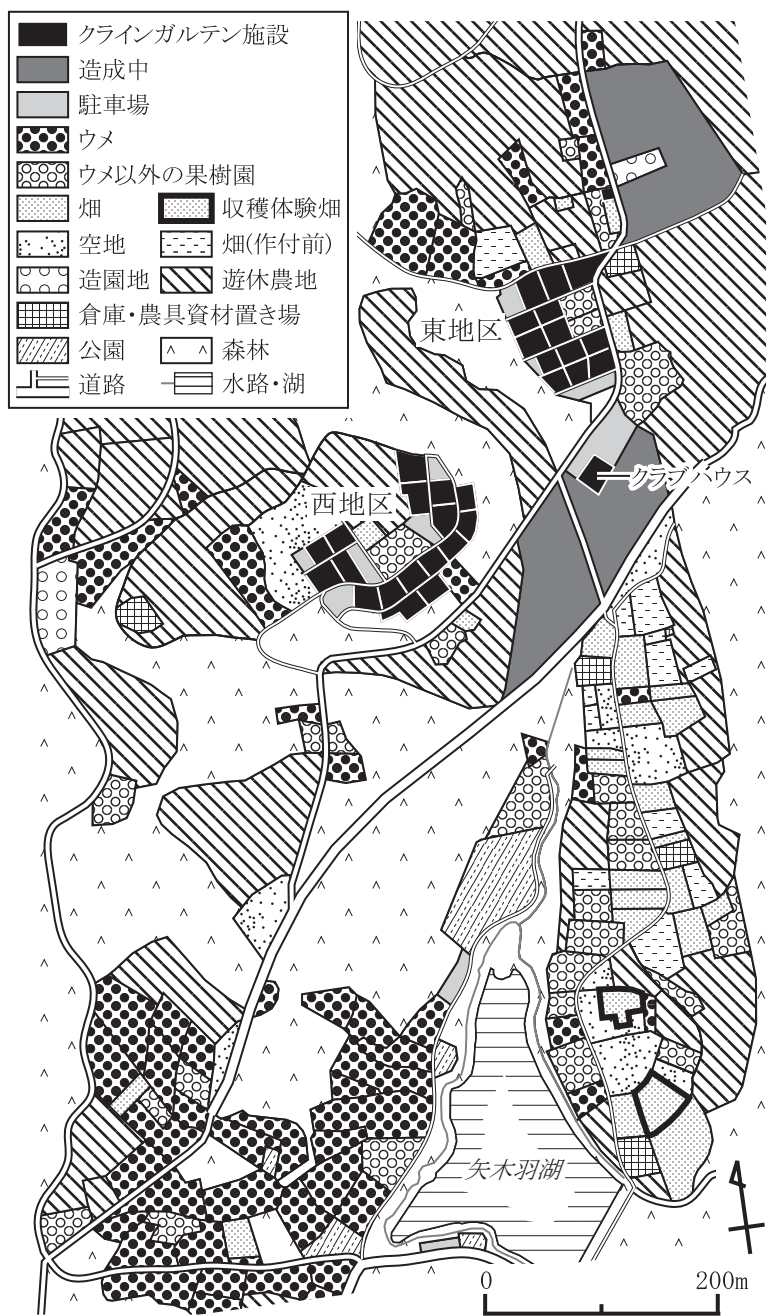 クラインガルテン施設
造成中
駐車場
ウメ
ウメ以外の果樹園
畑 収穫体験畑
空地 畑(作付前)
造園地 遊休農地
倉庫・農具資材置き場
公園 森林
道路 水路・湖
東地区
クラブハウス
西地区
矢木羽湖
0 200m